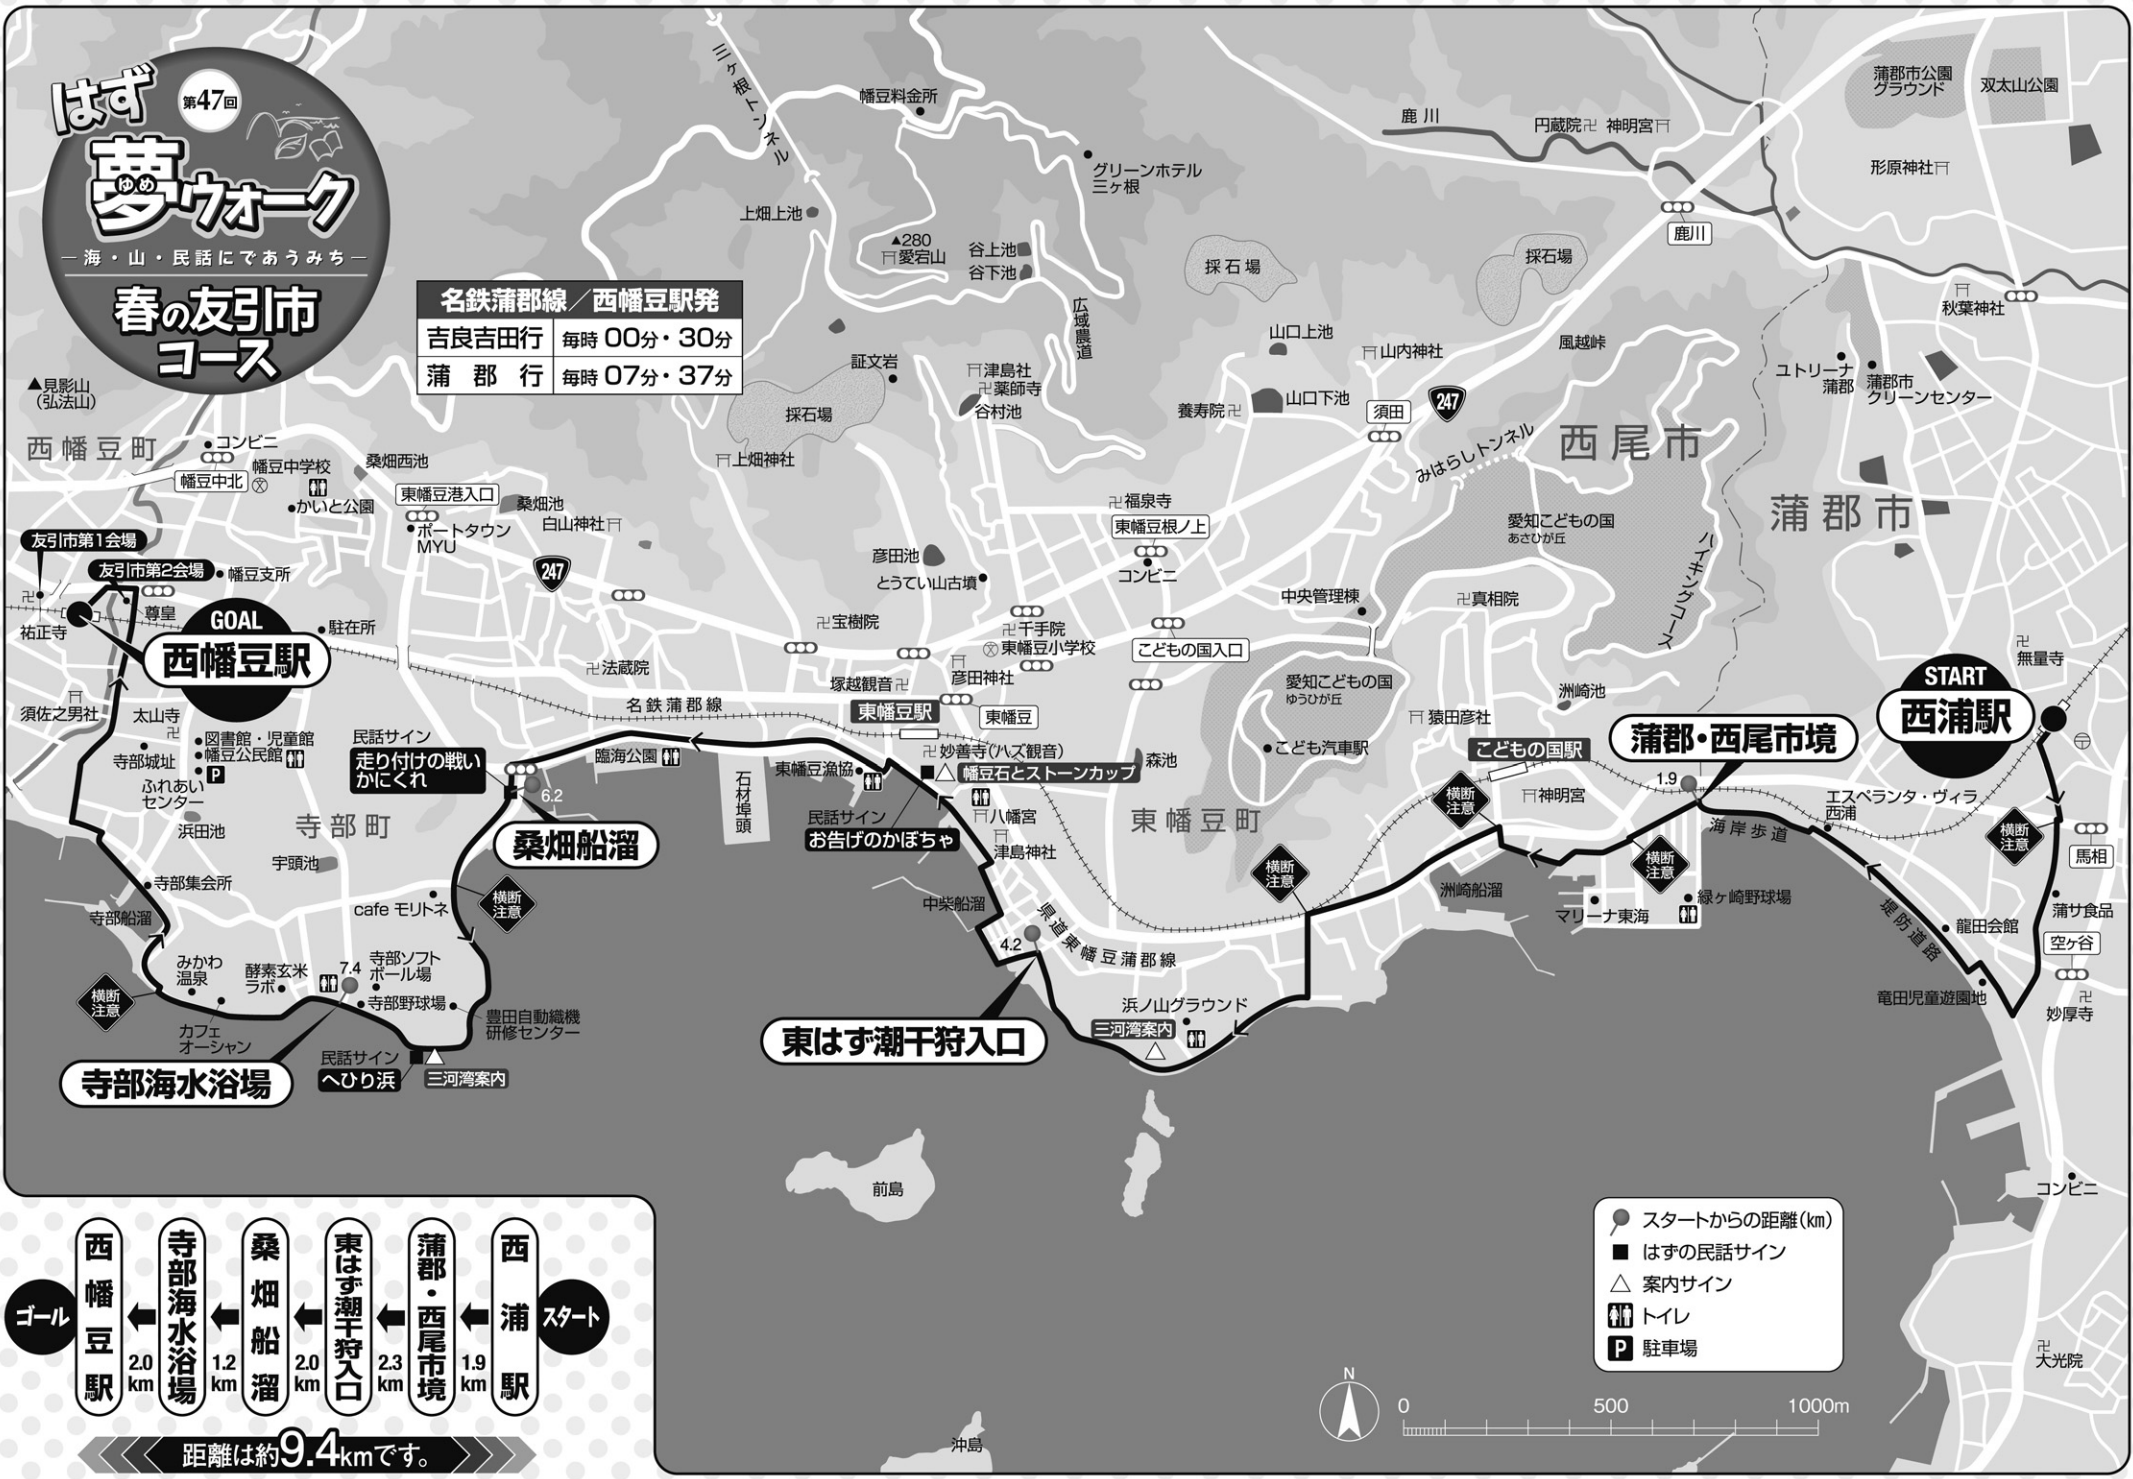 はず
第47回
夢ウォーク
ゆめ
―海・山・民話にであうみち―
春の友引市
コース
名鉄蒲郡線／西幡豆駅発
吉良吉田行 毎時 00分・30分
蒲郡行 毎時 07分・37分
三ヶ根トンネル
幡豆料金所
グリーンホテル
三ヶ根
上畑上池
▲280
愛宕山
谷上池
谷下池
広域農道
採石場
採石場
鹿川
円蔵院卍
神明宮
鹿川
蒲郡市公園
グラウンド
双太山公園
形原神社
秋葉神社
▲見影山
（弘法山）
西幡豆町
コンビニ
幡豆中北
幡豆中学校
かいと公園
桑畑西池
東幡豆港入口
ポートタウン
MYU
桑畑池
白山神社
247
証文岩
採石場
上畑神社
津島社
卍薬師寺
谷村池
山口上池
山内神社
養寿院卍
山口下池
須田
247
風越峠
みはらしトンネル
西尾市
蒲郡市
ユトリーナ
蒲郡
蒲郡市
クリーンセンター
愛知こどもの国
あさひが丘
ハイキングコース
卍福泉寺
東幡豆根ノ上
コンビニ
彦田池
とうてい山古墳
中央管理棟
卍真相院
友引市第1会場
友引市第2会場
幡豆支所
卍
祐正寺
尊皇
GOAL
西幡豆駅
駐在所
卍宝樹院
卍千手院
東幡豆小学校
こどもの国入口
卍法蔵院
彦田神社
塚越観音卍
東幡豆駅
東幡豆
名鉄蒲郡線
愛知こどもの国
ゆうひが丘
こども汽車駅
洲崎池
猿田彦社
こどもの国駅
蒲郡・西尾市境
1.9
START
西浦駅
卍
無量寺
須佐之男社
太山寺
卍
寺部城址
図書館・児童館
幡豆公民館
P
ふれあい
センター
浜田池
寺部町
宇頭池
民話サイン
走り付けの戦い
かにくれ
6.2
桑畑船溜
臨海公園
石材埠頭
東幡豆漁協
卍妙善寺（ハズ観音）
幡豆石とストーンカップ
森池
民話サイン
お告げのかぼちゃ
八幡宮
津島神社
東幡豆町
横断
注意
横断
注意
神明宮
横断
注意
海岸歩道
エスペランタ・ヴィラ
西浦
横断
注意
馬相
蒲サ食品
空ヶ谷
卍
妙厚寺
龍田会館
堤防道路
竜田児童遊園地
緑ヶ崎野球場
マリーナ東海
洲崎船溜
寺部集会所
寺部船溜
cafe モリトネ
横断
注意
中柴船溜
4.2
県道東幡豆蒲郡線
みかわ
温泉
酵素玄米
ラボ
7.4
寺部ソフト
ボール場
寺部野球場
豊田自動織機
研修センター
横断
注意
カフェ
オーシャン
寺部海水浴場
民話サイン
へひり浜
三河湾案内
東はず潮干狩入口
浜ノ山グラウンド
三河湾案内
前島
沖島
コンビニ
卍
大光院
スタートからの距離（㎞）
はずの民話サイン
案内サイン
トイレ
P 駐車場
N
0 500 1000m
ゴール
西幡豆駅
2.0
km
寺部海水浴場
1.2
km
桑畑船溜
2.0
km
東はず潮干狩入口
2.3
km
蒲郡・西尾市境
1.9
km
西浦駅
スタート
距離は約9.4kmです。